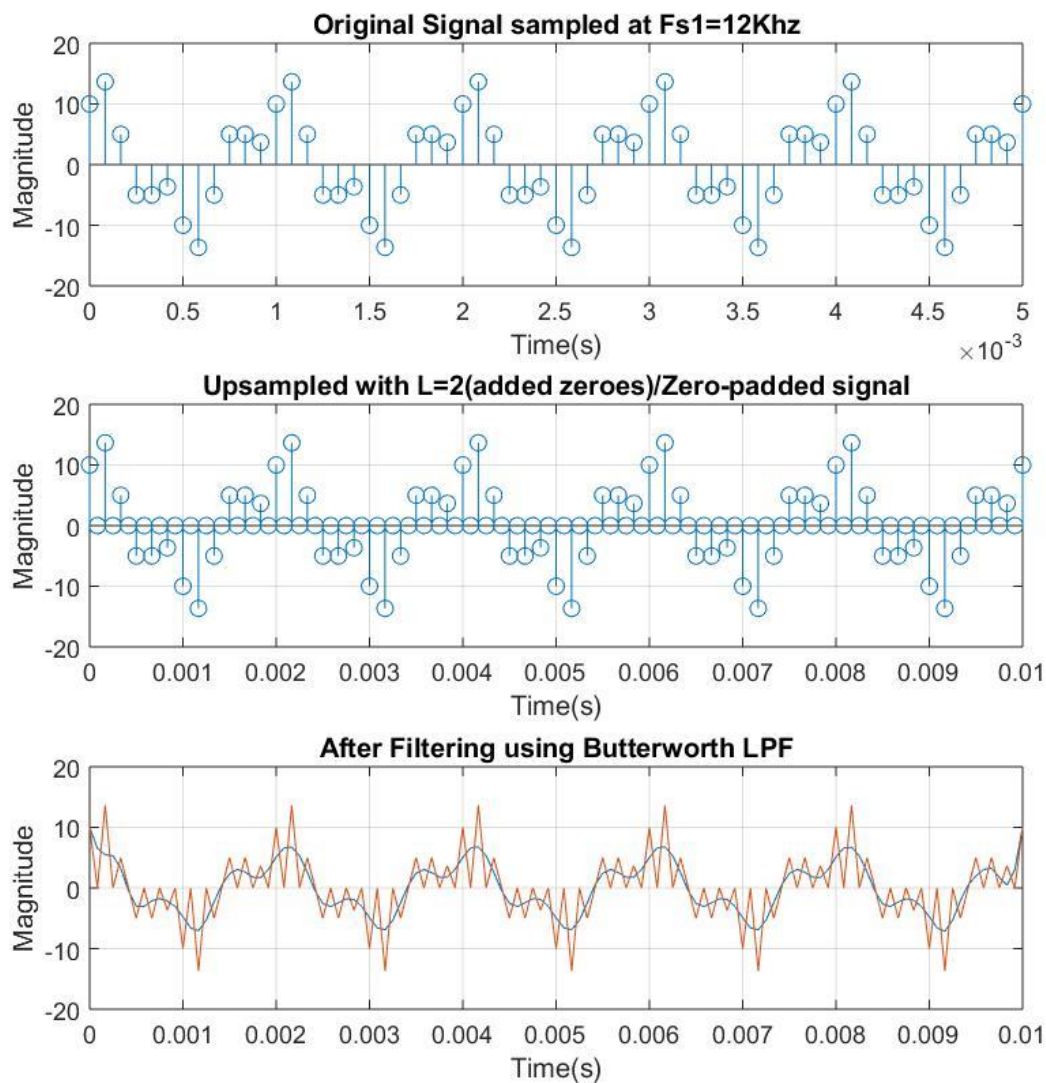 Original Signal sampled at Fs1=12Khz
20
10
0
-10
-20
Magnitude
0 0.5 1 1.5 2 2.5 3 3.5 4 4.5 5
Time(s)
×10-3
Upsampled with L=2(added zeroes)/Zero-padded signal
20
10
0
-10
-20
Magnitude
0 0.001 0.002 0.003 0.004 0.005 0.006 0.007 0.008 0.009 0.01
Time(s)
After Filtering using Butterworth LPF
20
10
0
-10
-20
Magnitude
0 0.001 0.002 0.003 0.004 0.005 0.006 0.007 0.008 0.009 0.01
Time(s)